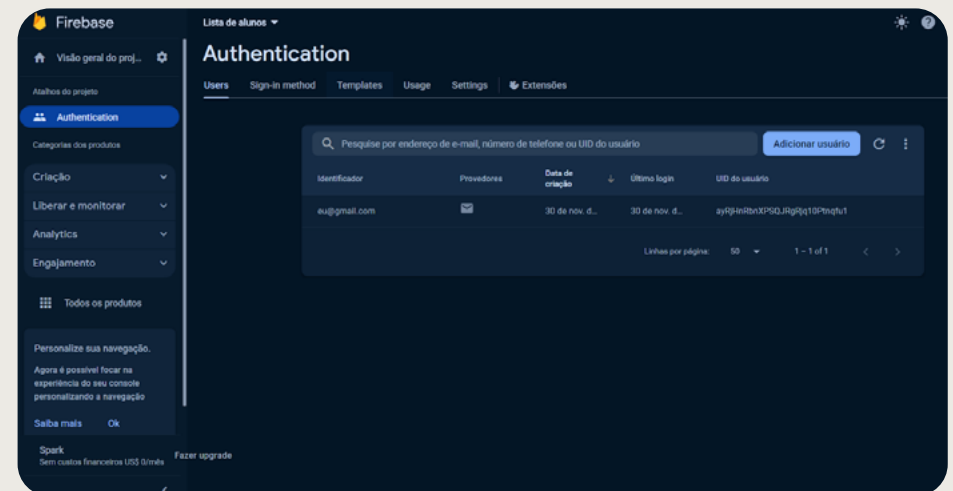 Firebase
Visão geral do proj...
Atalhos do projeto
Authentication
Categorias dos produtos
Criação
Liberar e monitorar
Analytics
Engajamento
Todos os produtos
Personalize sua navegação.
Agora é possível focar na
experiência do seu console
personalizando a navegação
Saiba mais Ok
Spark
Sem custos financeiros US$ 0/mês
Fazer upgrade
Lista de alunos
Authentication
Users Sign-in method Templates Usage Settings Extensões
Pesquise por endereço de e-mail, número de telefone ou UID do usuário Adicionar usuário
Identificador Provedores Data de criação Último login UID do usuário
eu@gmail.com 30 de nov. d... 30 de nov. d...
Linhas por página: 50 1 – 1 of 1